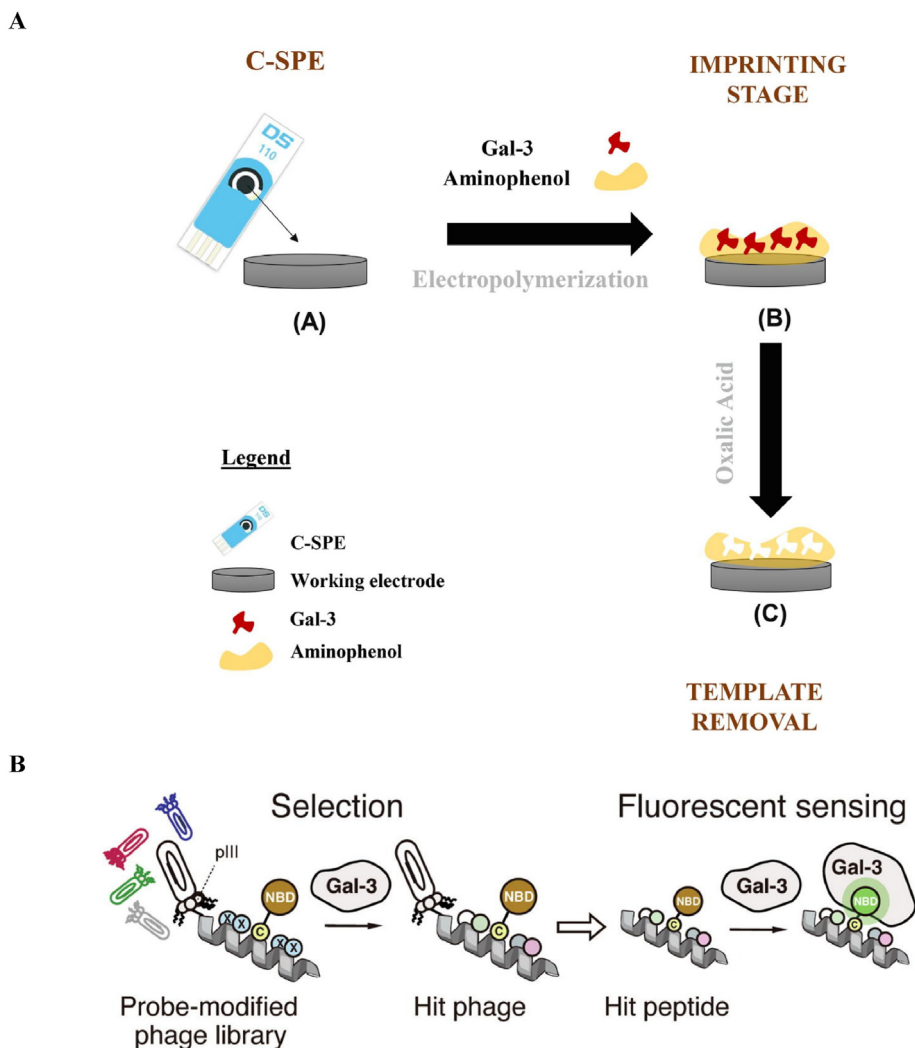 A
C-SPE
IMPRINTING
STAGE
DS
110
Gal-3
Aminophenol
Electropolymerization
(A)
(B)
Oxalic Acid
Legend
DS
110
C-SPE
Working electrode
Gal-3
Aminophenol
(C)
TEMPLATE
REMOVAL
B
Selection
Fluorescent sensing
pIII
NBD
Gal-3
NBD
NBD
Gal-3
Gal-3
NBD
X X C X X
C
C
C
Probe-modified
phage library
Hit phage
Hit peptide